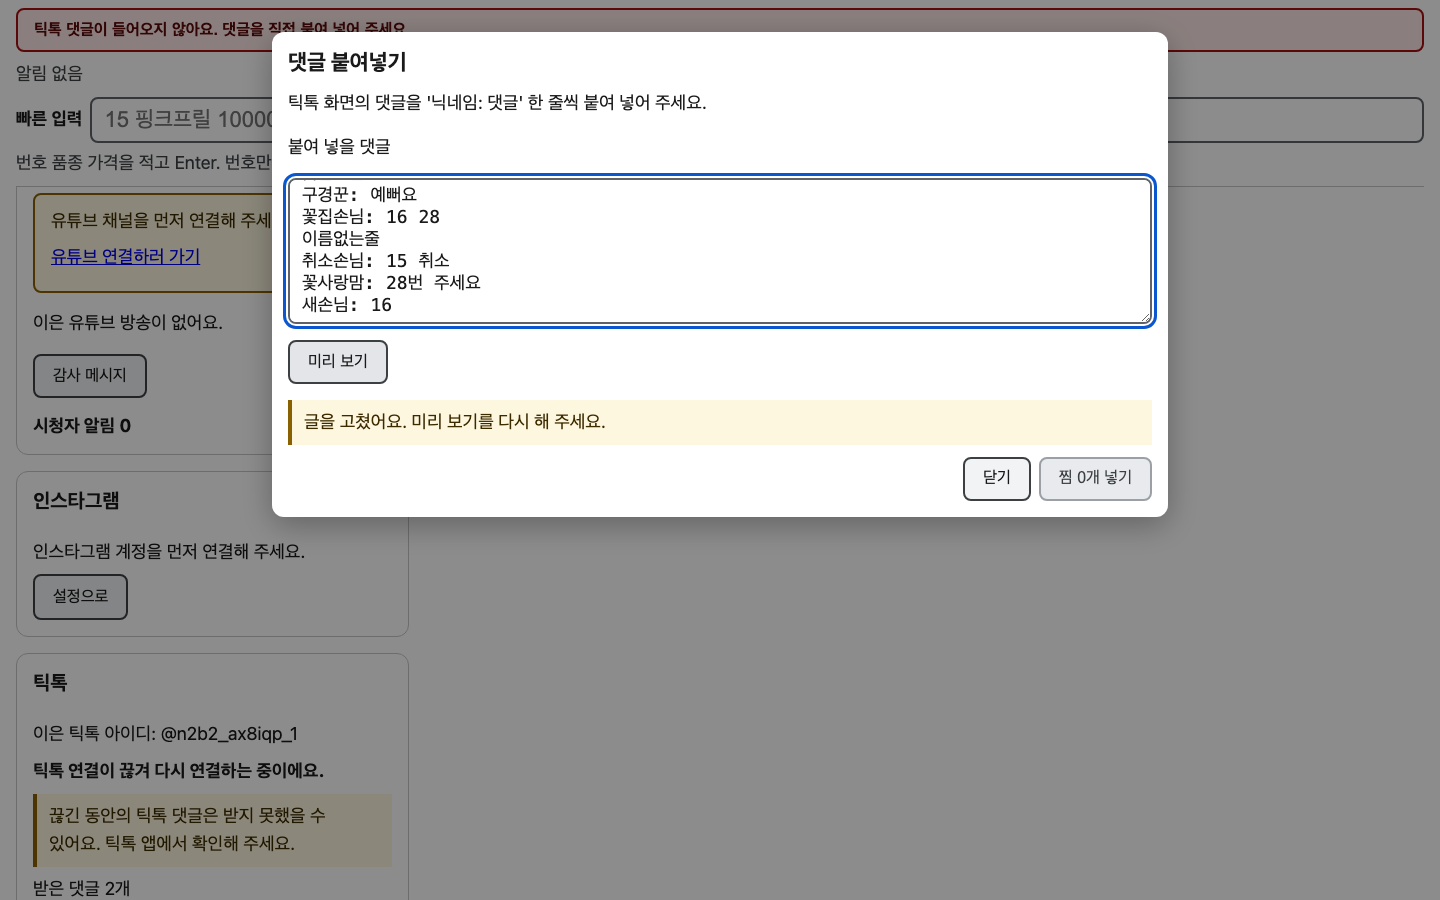 틱톡 댓글이 들어오지 않아요. 댓글을 직접 붙여 넣어 주세요
알림 없음
빠른 입력
15 핑크프릴 10000
번호 품종 가격을 적고 Enter. 번호만
유튜브 채널을 먼저 연결해 주세
유튜브 연결하러 가기
이은 유튜브 방송이 없어요.
감사 메시지
시청자 알림 0
인스타그램
인스타그램 계정을 먼저 연결해 주세요.
설정으로
틱톡
이은 틱톡 아이디: @n2b2_ax8iqp_1
틱톡 연결이 끊겨 다시 연결하는 중이에요.
끊긴 동안의 틱톡 댓글은 받지 못했을 수
있어요. 틱톡 앱에서 확인해 주세요.
받은 댓글 2개
댓글 붙여넣기
틱톡 화면의 댓글을 '닉네임: 댓글' 한 줄씩 붙여 넣어 주세요.
붙여 넣을 댓글
구경꾼: 예뻐요
꽃집손님: 16 28
이름없는줄
취소손님: 15 취소
꽃사랑맘: 28번 주세요
새손님: 16
미리 보기
글을 고쳤어요. 미리 보기를 다시 해 주세요.
닫기
찜 0개 넣기